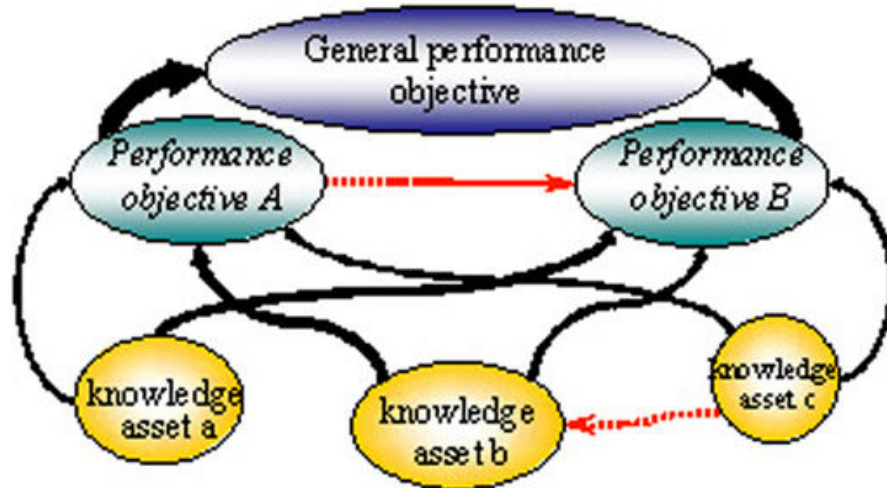 General performance
objective
Performance
objective A
Performance
objective B
knowledge
asset a
knowledge
asset b
knowledge
asset c